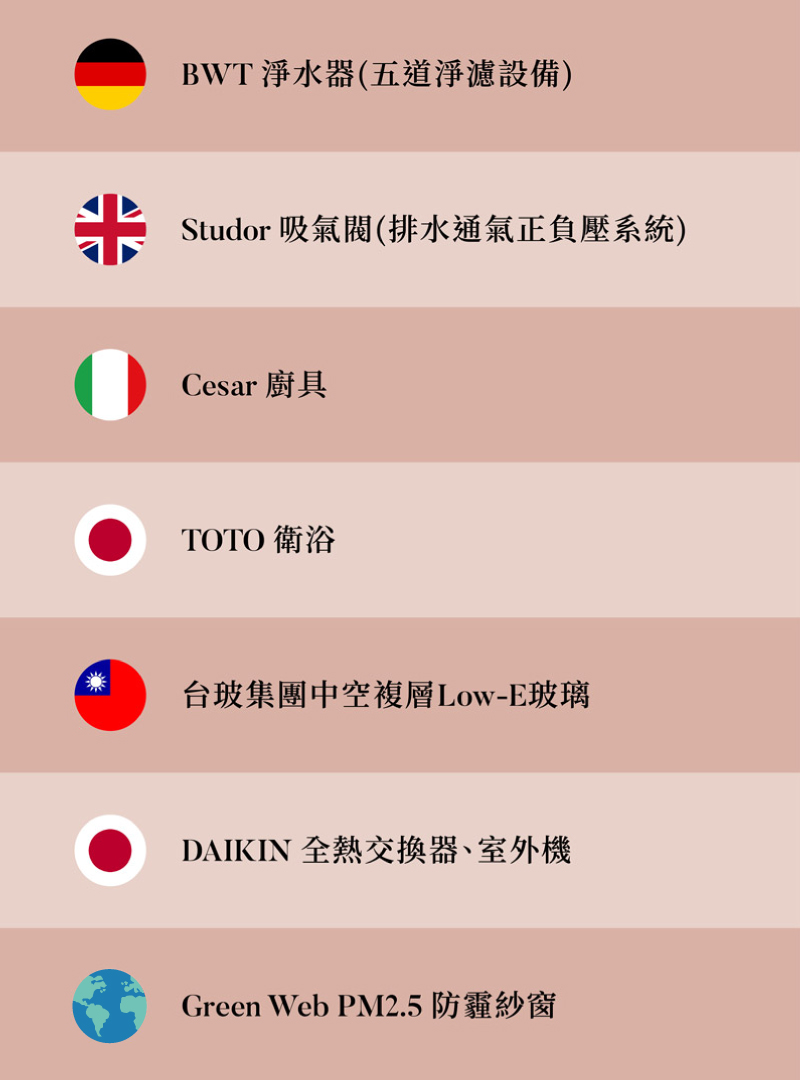 BWT 淨水器(五道淨濾設備)
Studor 吸氣閥(排水通氣正負壓系統)
Cesar 廚具
TOTO 衛浴
台玻集團中空複層Low-E玻璃
DAIKIN 全熱交換器、室外機
Green Web PM2.5 防霾紗窗